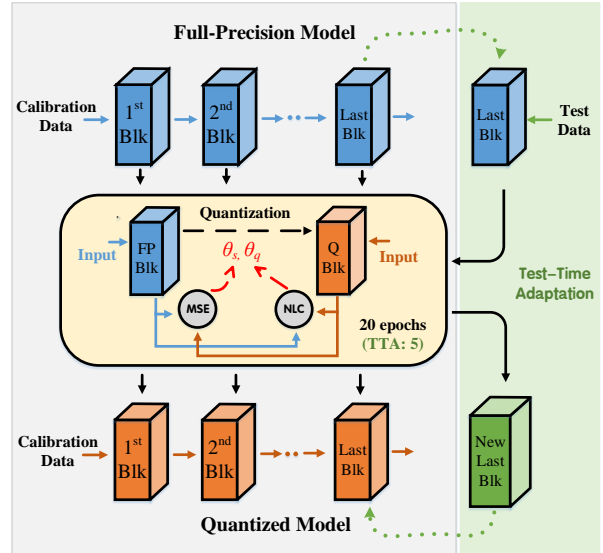 Full-Precision Model
Calibration
Data
1st
Blk
2nd
Blk
Last
Blk
Last
Blk
Test
Data
Quantization
Input
FP
Blk
θs, θq
Q
Blk
Input
MSE
NLC
20 epochs
(TTA: 5)
Test-Time
Adaptation
Calibration
Data
1st
Blk
2nd
Blk
Last
Blk
New
Last
Blk
Quantized Model